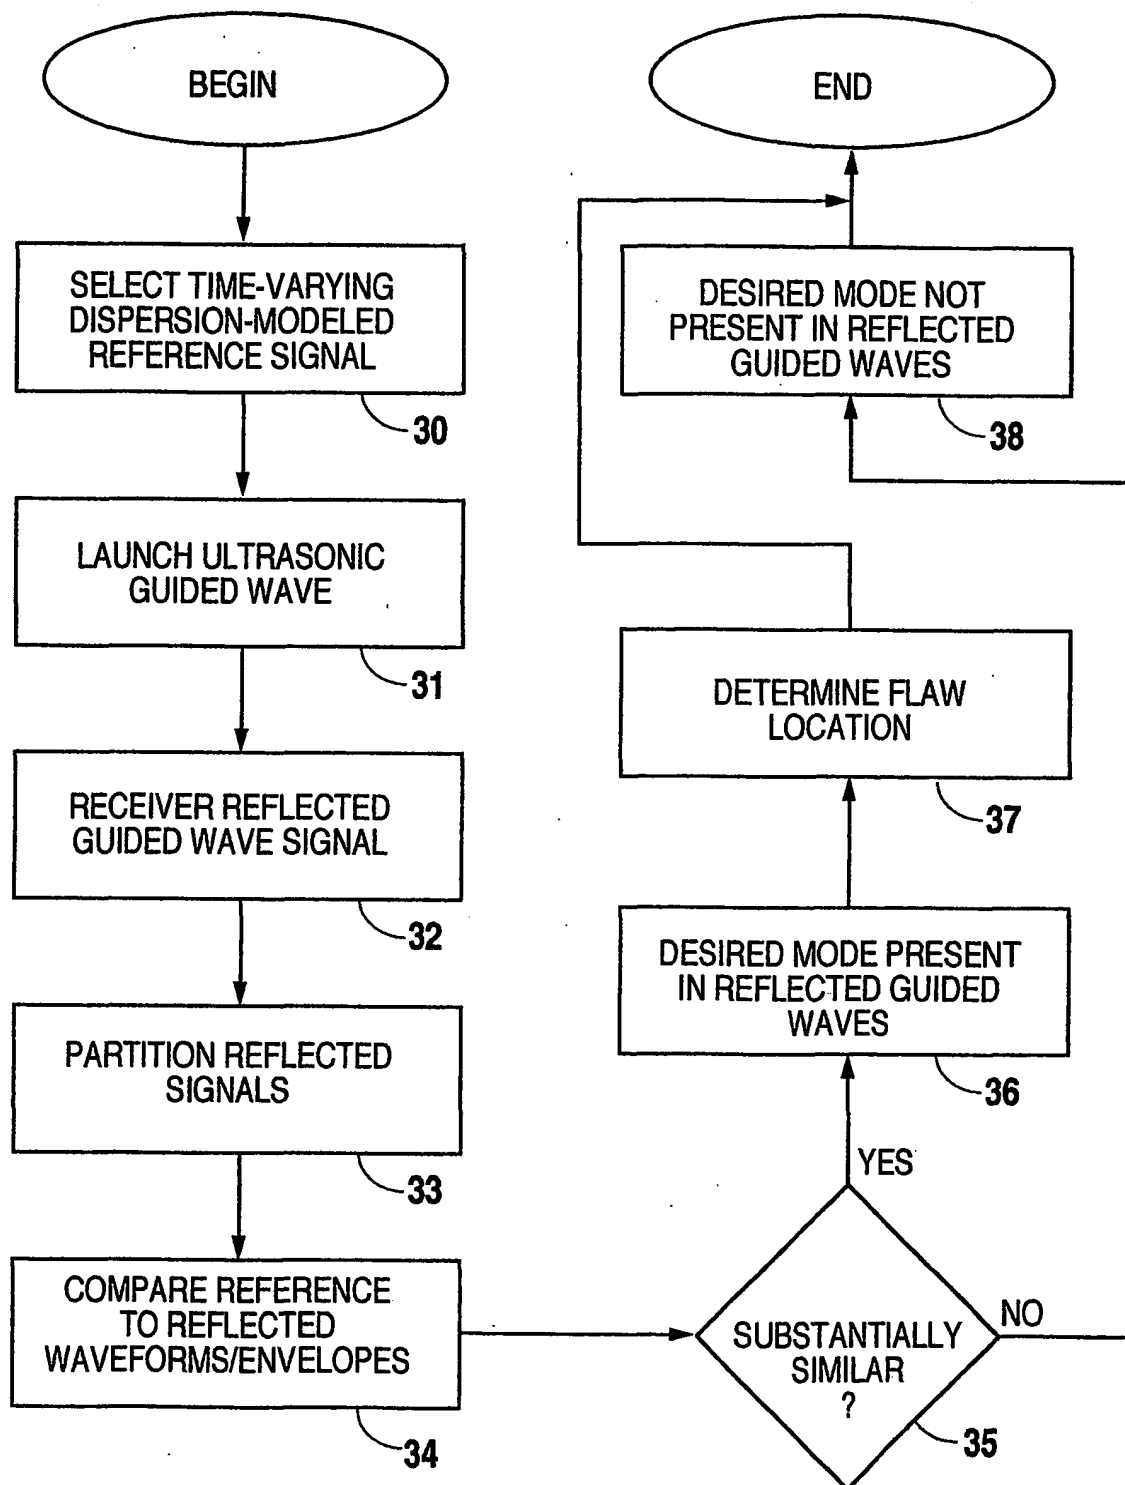 BEGIN
SELECT TIME-VARYING
DISPERSION-MODELED
REFERENCE SIGNAL
30
LAUNCH ULTRASONIC
GUIDED WAVE
31
RECEIVER REFLECTED
GUIDED WAVE SIGNAL
32
PARTITION REFLECTED
SIGNALS
33
COMPARE REFERENCE
TO REFLECTED
WAVEFORMS/ENVELOPES
34
END
DESIRED MODE NOT
PRESENT IN REFLECTED
GUIDED WAVES
38
DETERMINE FLAW
LOCATION
37
DESIRED MODE PRESENT
IN REFLECTED GUIDED
WAVES
36
YES
NO
SUBSTANTIALLY
SIMILAR
?
35